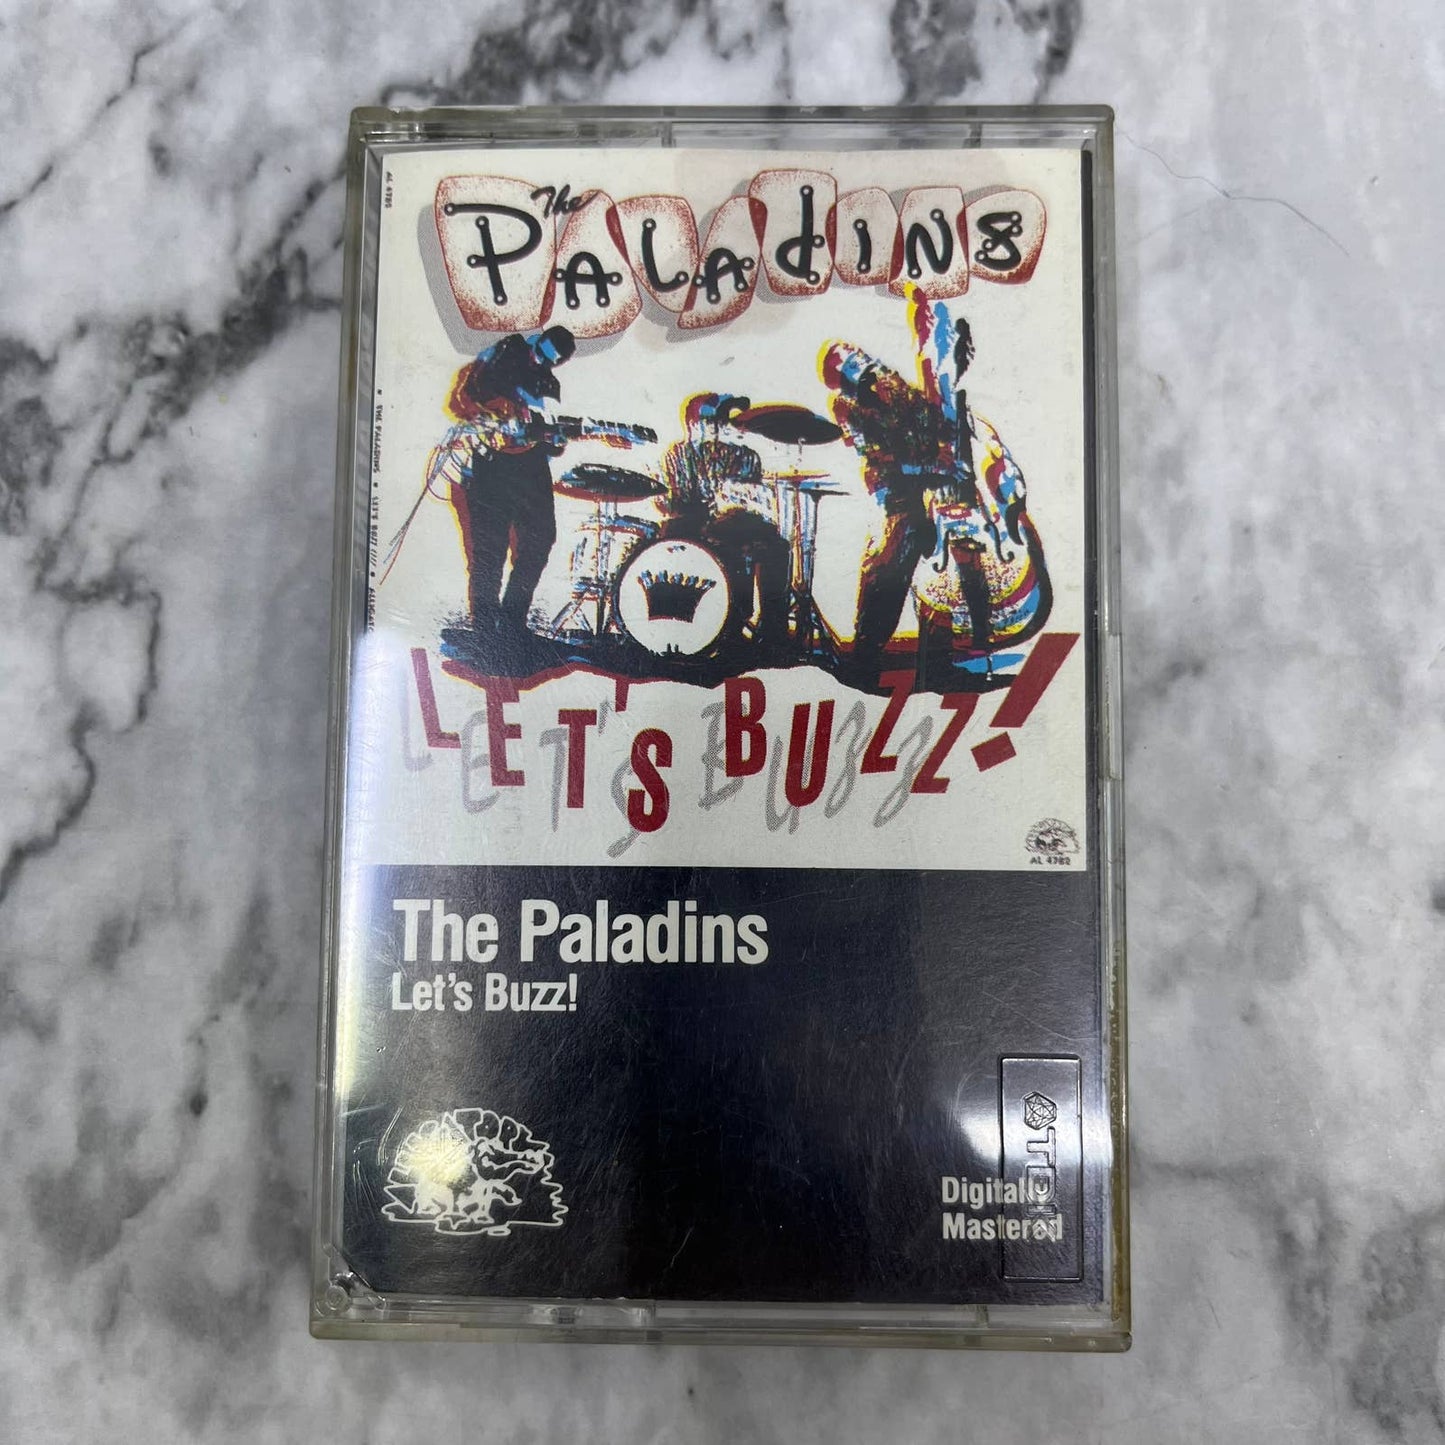 The
PALADINS
LET'S BUZZ!
AL 4782
The Paladins
Let's Buzz!
Digitally
Mastered